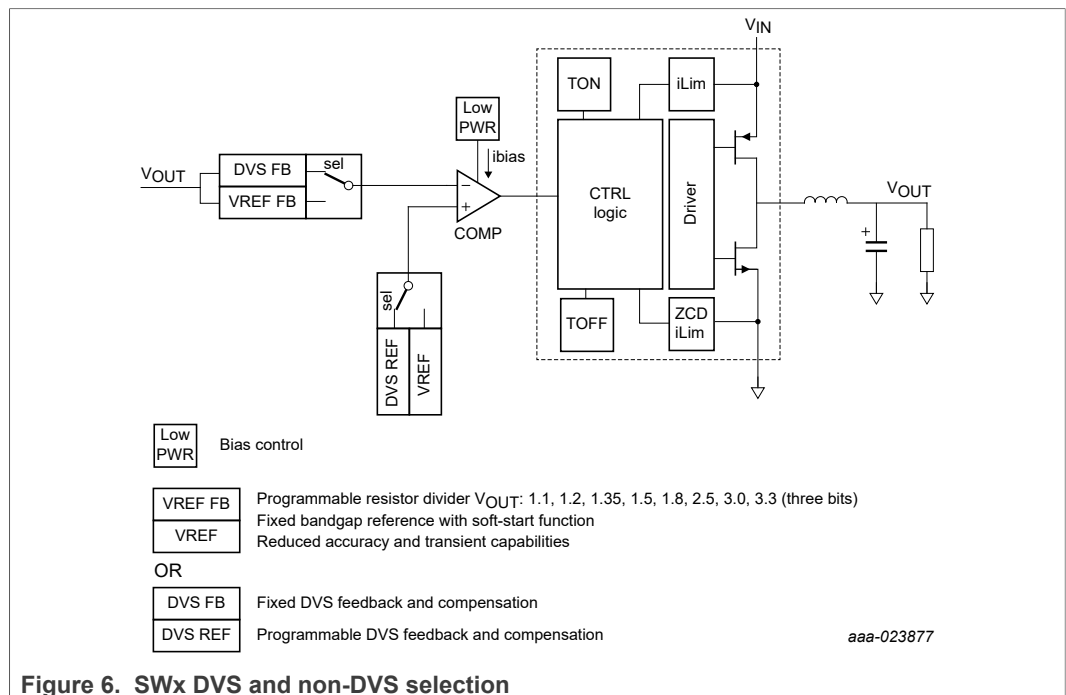 VIN
TON
iLim
Low
PWR
ibias
VOUT
DVS FB
sel
VREF FB
−
+
COMP
CTRL
logic
Driver
VOUT
+
sel
DVS REF
VREF
TOFF
ZCD
iLim
Low
PWR
Bias control
VREF FB
Programmable resistor divider VOUT: 1.1, 1.2, 1.35, 1.5, 1.8, 2.5, 3.0, 3.3 (three bits)
Fixed bandgap reference with soft-start function
VREF
Reduced accuracy and transient capabilities
OR
DVS FB
Fixed DVS feedback and compensation
DVS REF
Programmable DVS feedback and compensation
aaa-023877
Figure 6. SWx DVS and non-DVS selection